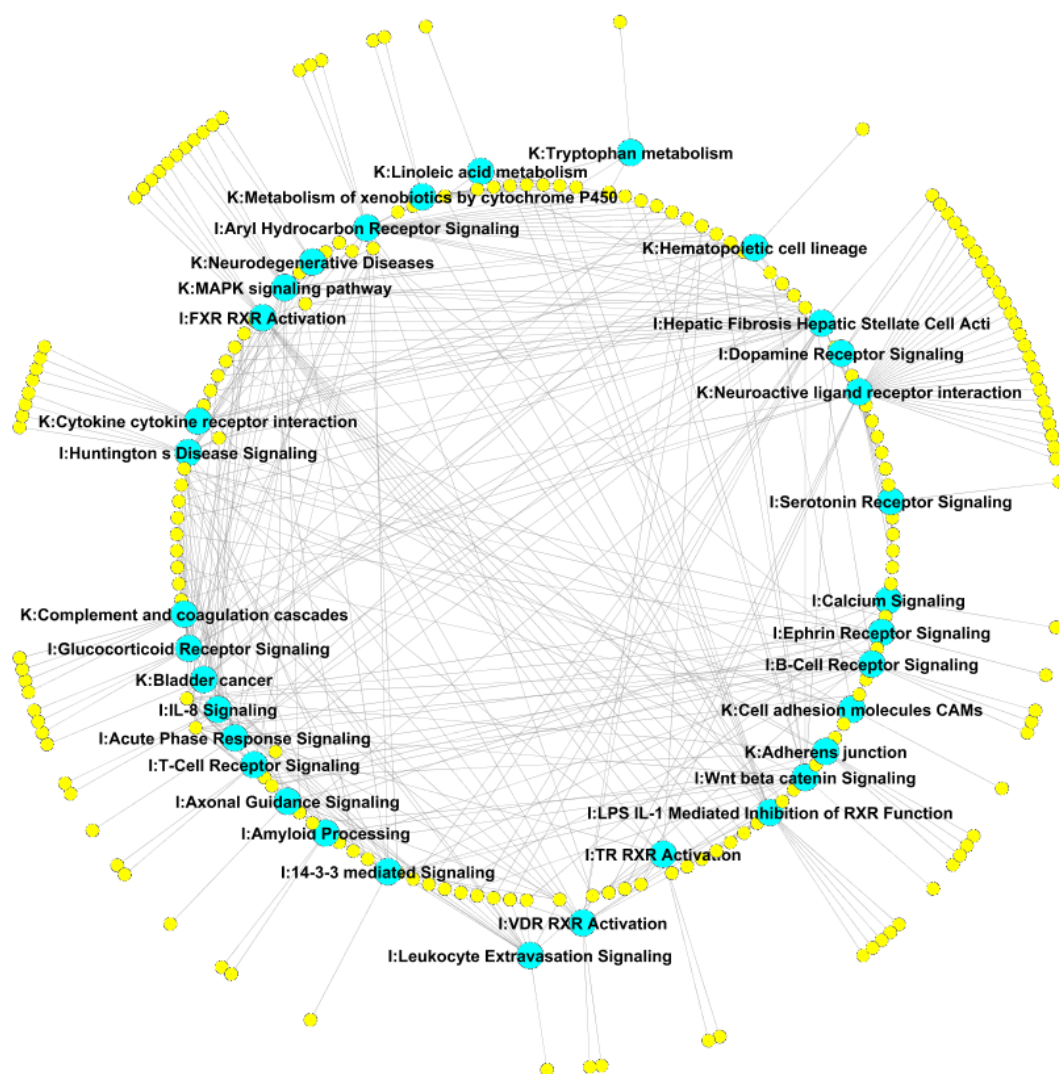 K:Tryptophan metabolism
K:Linoleic acid metabolism
K:Metabolism of xenobiotics by cytochrome P450
I:Aryl Hydrocarbon Receptor Signaling
K:Hematopoietic cell lineage
K:Neurodegenerative Diseases
K:MAPK signaling pathway
I:FXR RXR Activation
I:Hepatic Fibrosis Hepatic Stellate Cell Acti
I:Dopamine Receptor Signaling
K:Neuroactive ligand receptor interaction
K:Cytokine cytokine receptor interaction
I:Huntington s Disease Signaling
I:Serotonin Receptor Signaling
I:Calcium Signaling
K:Complement and coagulation cascades
I:Ephrin Receptor Signaling
I:Glucocorticoid Receptor Signaling
I:B-Cell Receptor Signaling
K:Bladder cancer
I:IL-8 Signaling
K:Cell adhesion molecules CAMs
I:Acute Phase Response Signaling
K:Adherens junction
I:T-Cell Receptor Signaling
I:Wnt beta catenin Signaling
I:Axonal Guidance Signaling
I:LPS IL-1 Mediated Inhibition of RXR Function
I:Amyloid Processing
I:TR RXR Activation
I:14-3-3 mediated Signaling
I:VDR RXR Activation
I:Leukocyte Extravasation Signaling